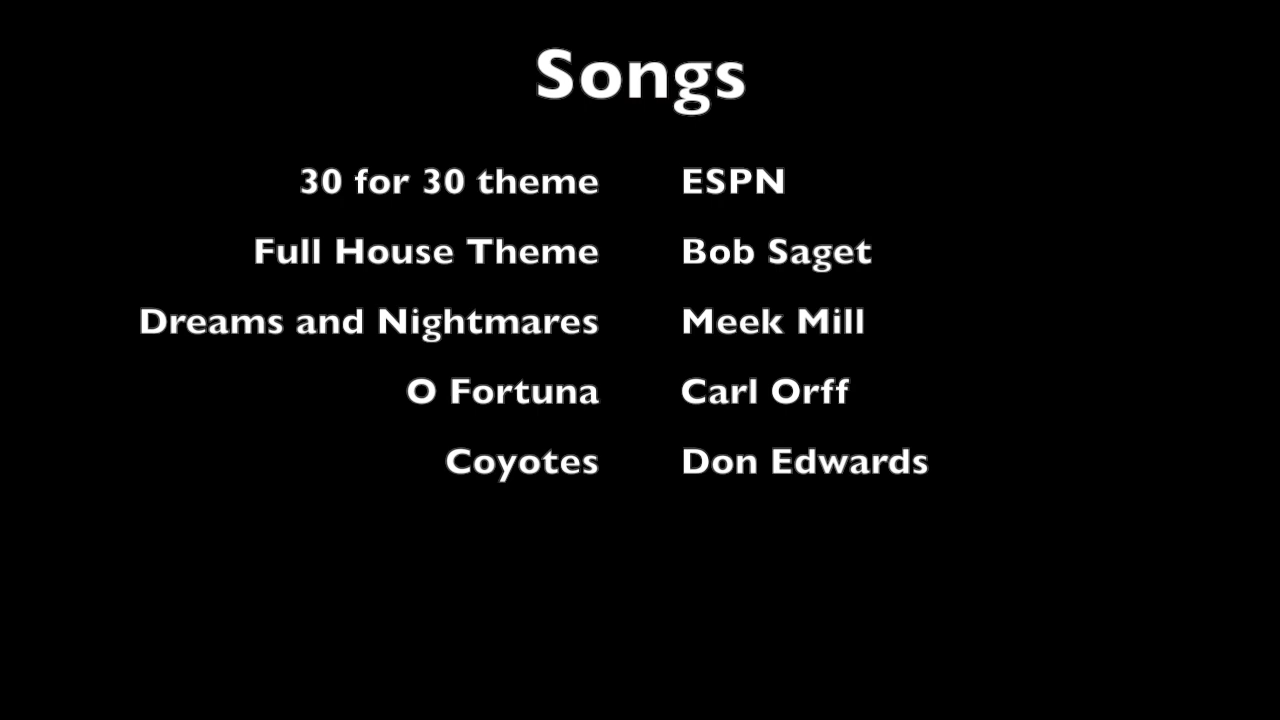 Songs
30 for 30 theme ESPN
Full House Theme Bob Saget
Dreams and Nightmares Meek Mill
O Fortuna Carl Orff
Coyotes Don Edwards